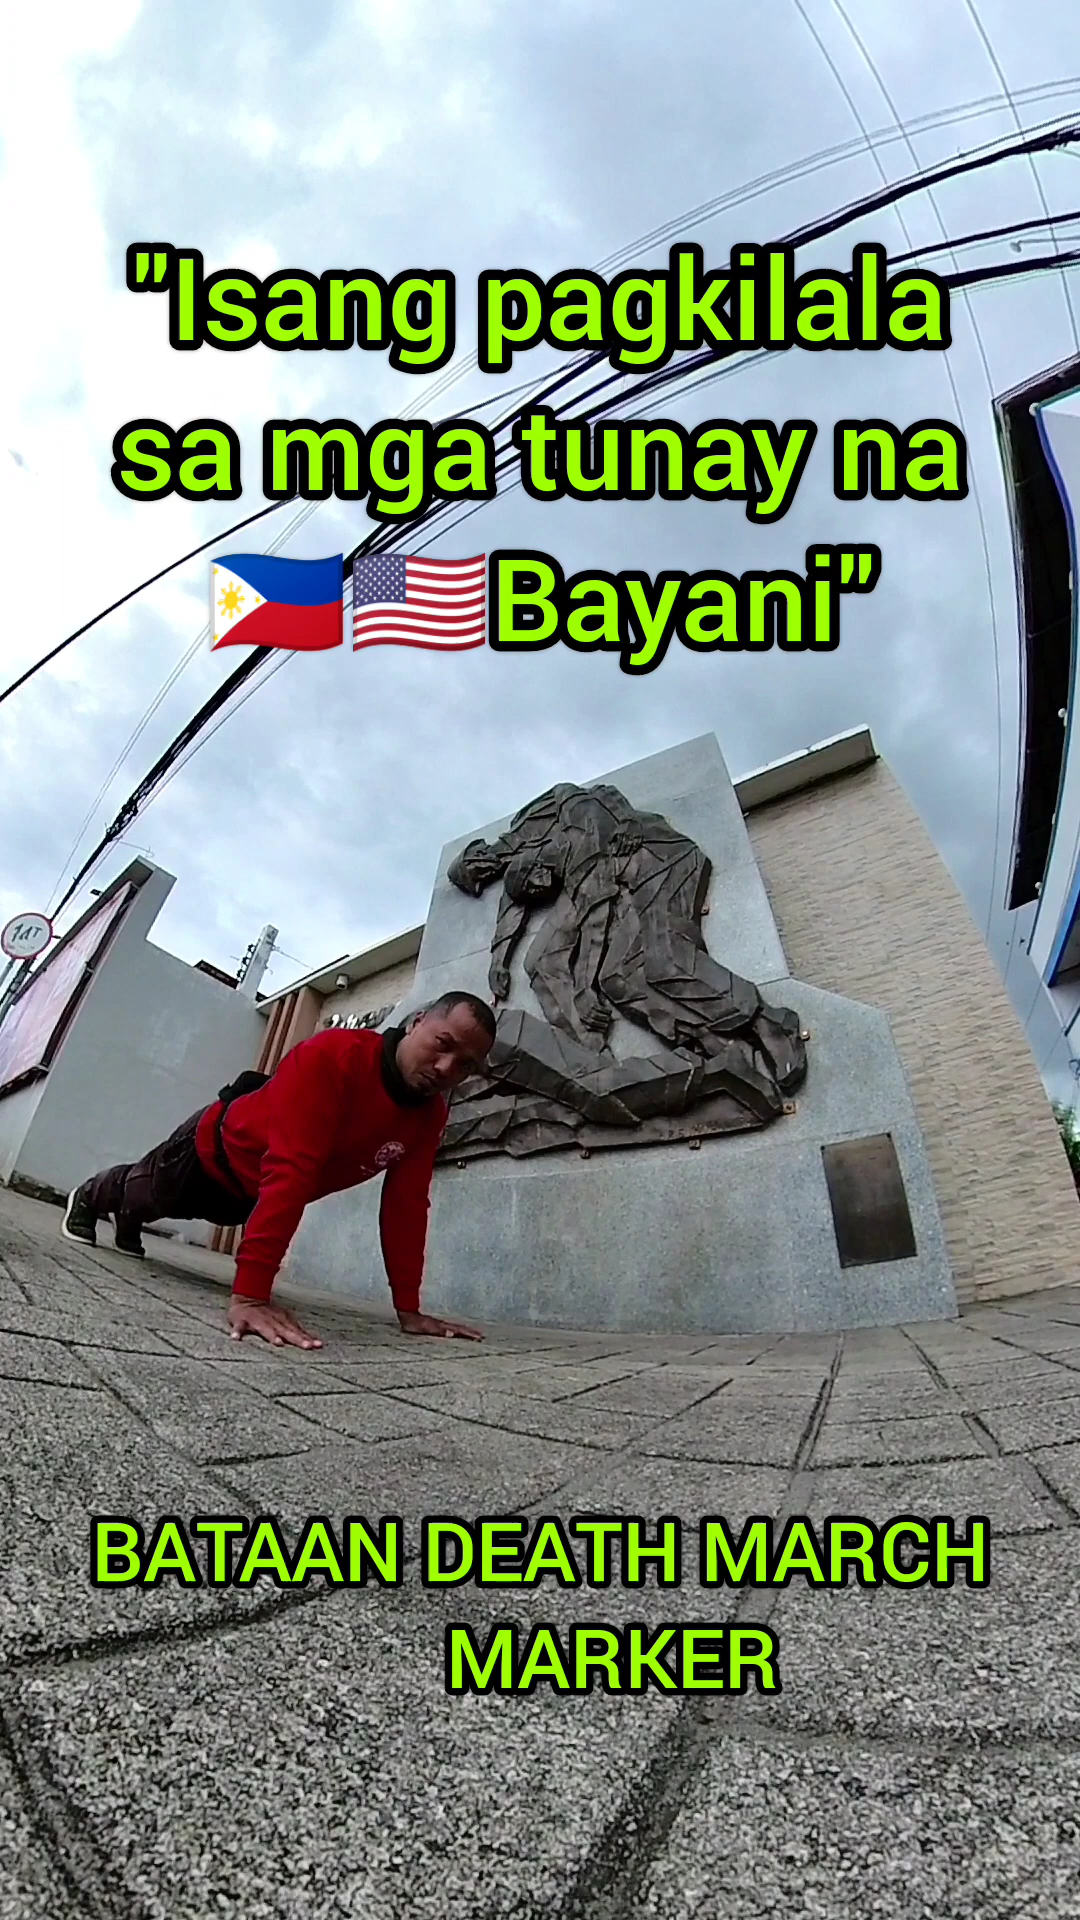 "Isang pagkilala
sa mga tunay na
🇵🇭🇺🇸Bayani"
BATAAN DEATH MARCH
MARKER